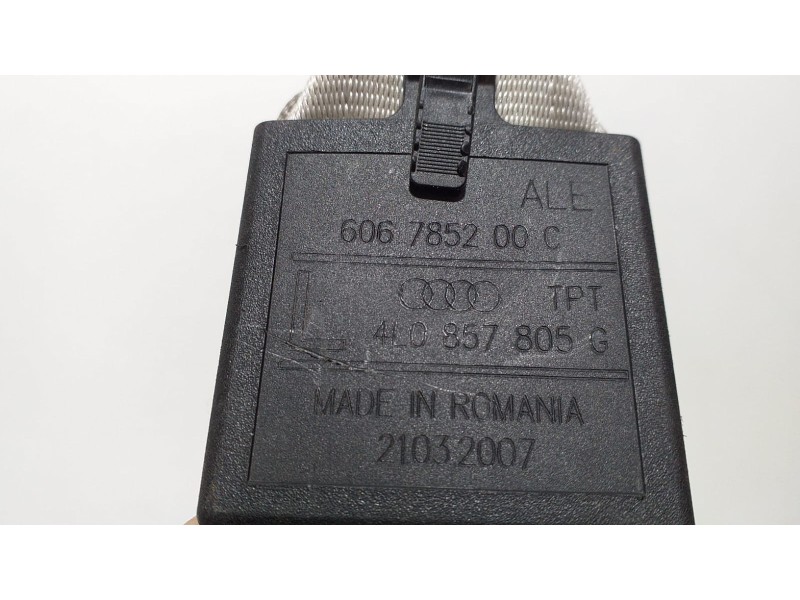 ALE
606 7852 00 C
L TPT
4L0 857 805 G
MADE IN ROMANIA
21032007